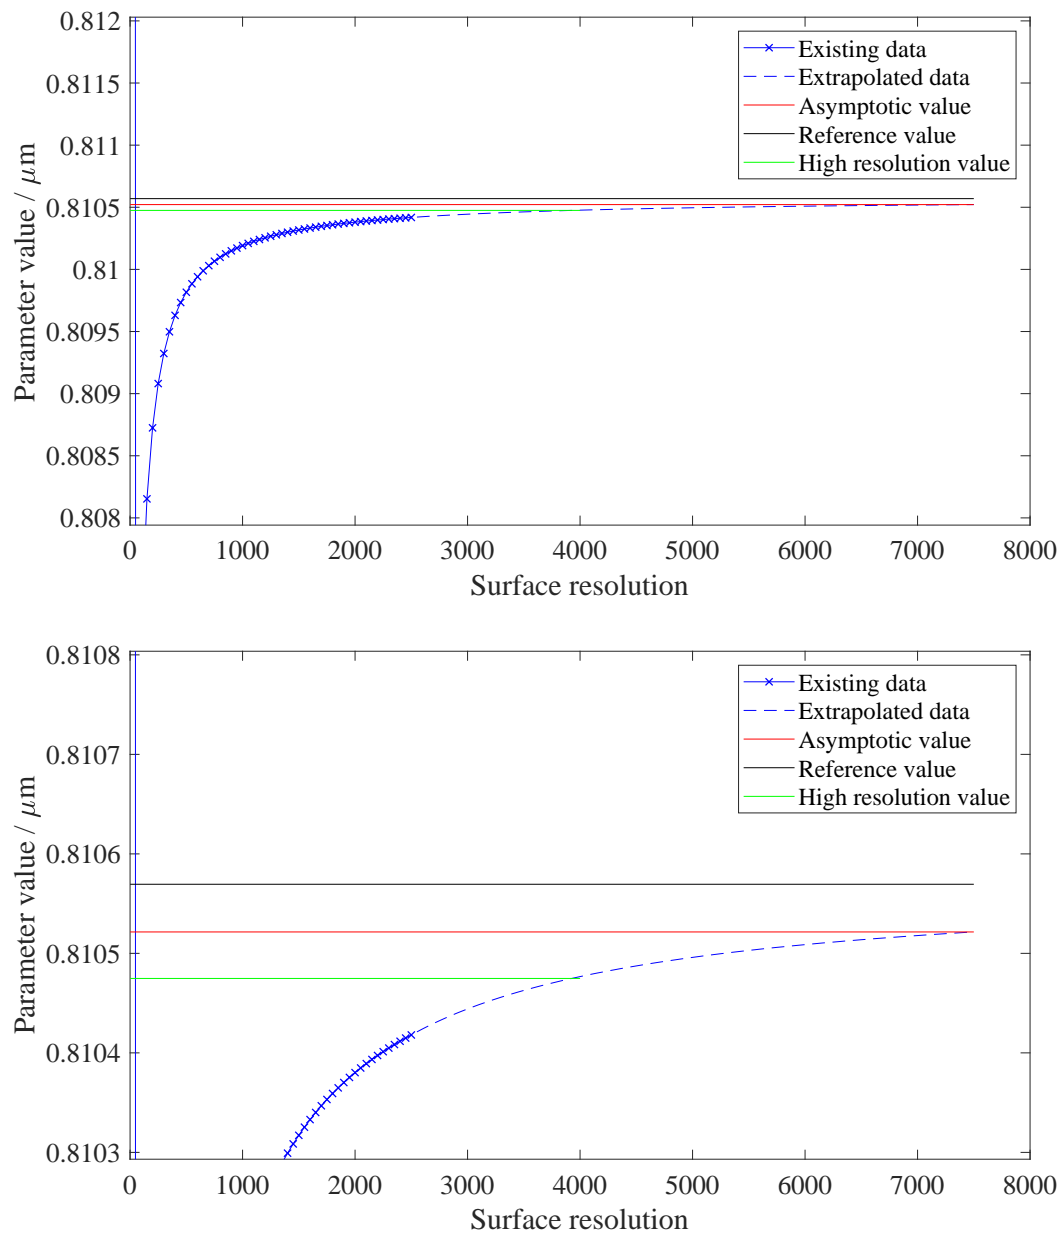 0.812
0.8115
0.811
0.8105
0.81
0.8095
0.809
0.8085
0.808
Parameter value / μm
0 1000 2000 3000 4000 5000 6000 7000 8000
Surface resolution
Existing data
Extrapolated data
Asymptotic value
Reference value
High resolution value
0.8108
0.8107
0.8106
0.8105
0.8104
0.8103
Parameter value / μm
0 1000 2000 3000 4000 5000 6000 7000 8000
Surface resolution
Existing data
Extrapolated data
Asymptotic value
Reference value
High resolution value